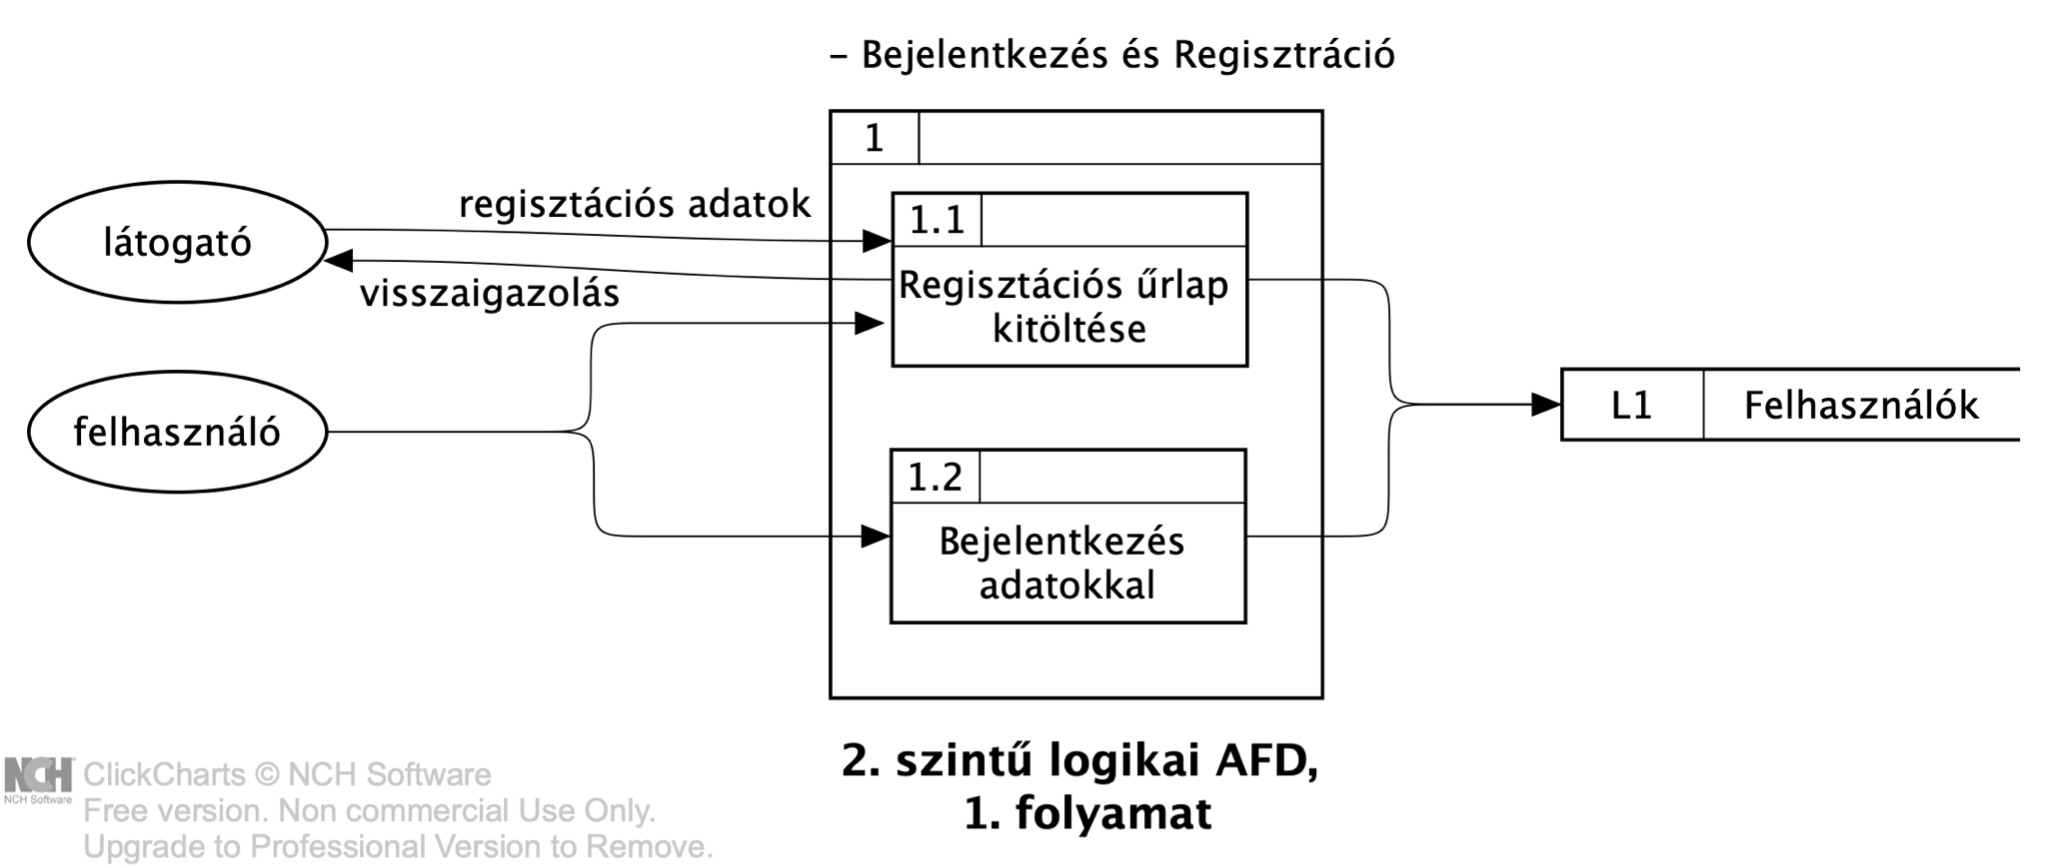 – Bejelentkezés és Regisztráció
1
látogató
regisztációs adatok
visszaigazolás
1.1
Regisztációs űrlap
kitöltése
felhasználó
1.2
Bejelentkezés
adatokkal
L1
Felhasználók
2. szintű logikai AFD,
1. folyamat
NCH
NCH Software
ClickCharts © NCH Software
Free version. Non commercial Use Only.
Upgrade to Professional Version to Remove.